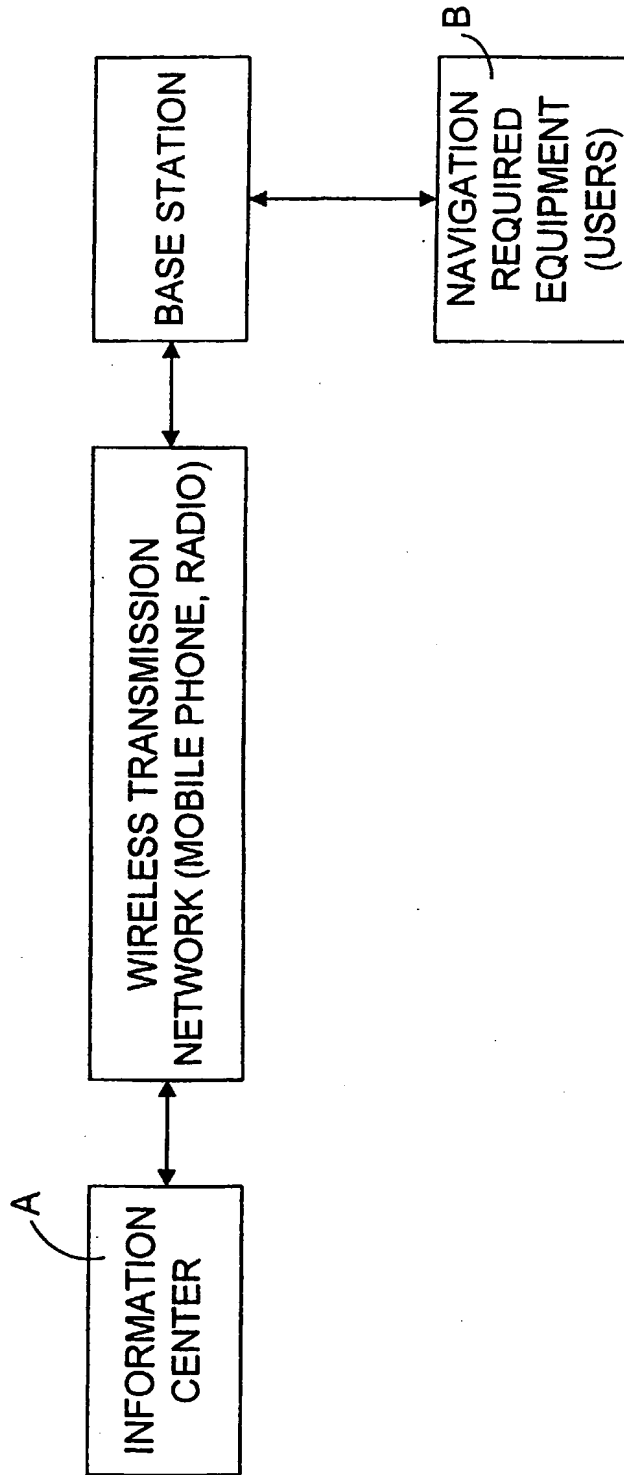 A
INFORMATION
CENTER
WIRELESS TRANSMISSION
NETWORK (MOBILE PHONE, RADIO)
BASE STATION
B
NAVIGATION
REQUIRED
EQUIPMENT
(USERS)